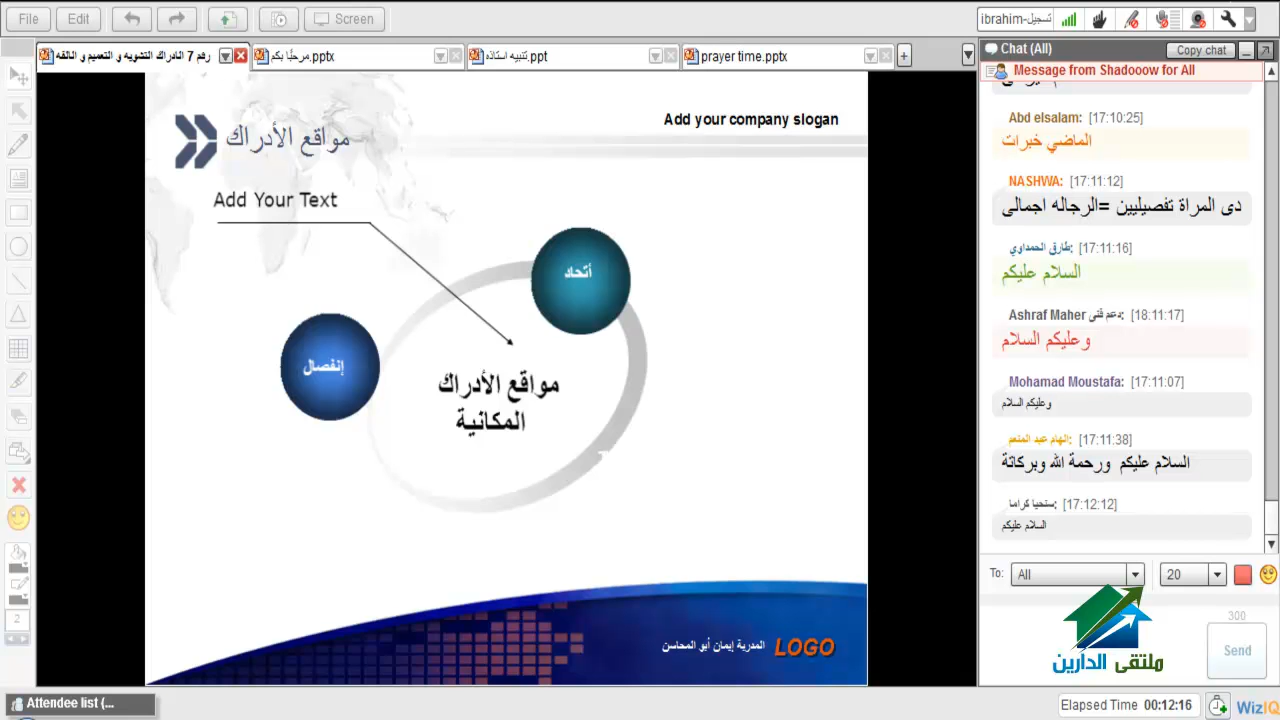 File
Edit
Screen
ibrahim-تسجيل
رقم 7 الادراك التشويه و التعميم و الالغه
مرحبًا بكم.pptx
تنبيه استاذه.ppt
prayer time.pptx
Chat (All)
Copy chat
Message from Shadooow for All
مواقع الأدراك
Add your company slogan
Add Your Text
أتحاد
إنفصال
مواقع الأدراك
المكانية
المدربة إيمان أبو المحاسن
LOGO
Abd elsalam: [17:10:25]
الماضي خبرات
NASHWA: [17:11:12]
دى المراة تفصيليين =الرجاله اجمالى
طارق الحمداوي: [17:11:16]
السلام عليكم
Ashraf Maher دعم فنى: [18:11:17]
وعليكم السلام
Mohamad Moustafa: [17:11:07]
وعليكم السلام
الهام عبد المنعم: [17:11:38]
السلام عليكم ورحمة الله وبركاتة
سنحيا كراما: [17:12:12]
السلام عليكم
To:
All
20
300
Send
ملتقى الدارين
2
Attendee list (...
Elapsed Time 00:12:16
WizIQ